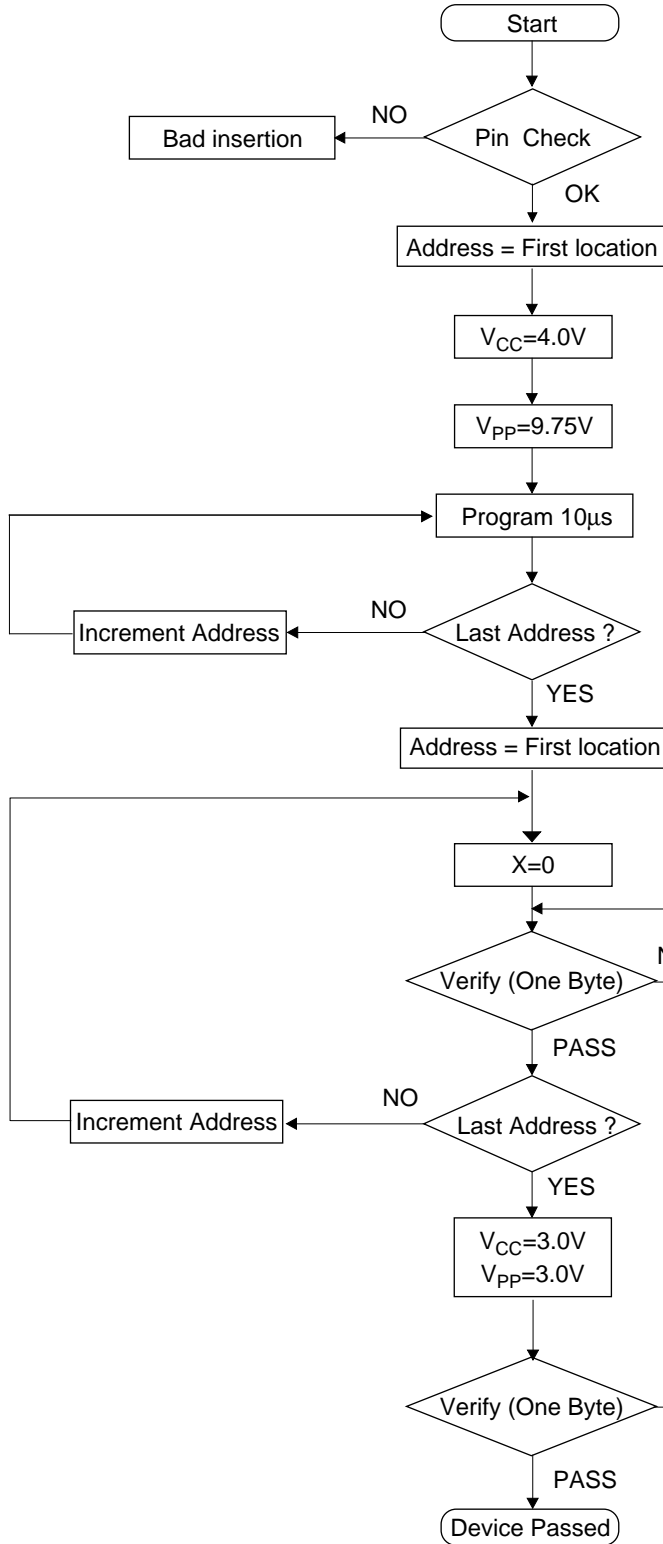 Start
NO
Pin Check
Bad insertion
OK
Address = First location
VCC=4.0V
VPP=9.75V
Program 10μs
NO
Last Address ?
Increment Address
YES
Address = First location
X=0
Verify (One Byte)
PASS
NO
Last Address ?
Increment Address
YES
VCC=3.0V
VPP=3.0V
Verify (One Byte)
PASS
Device Passed